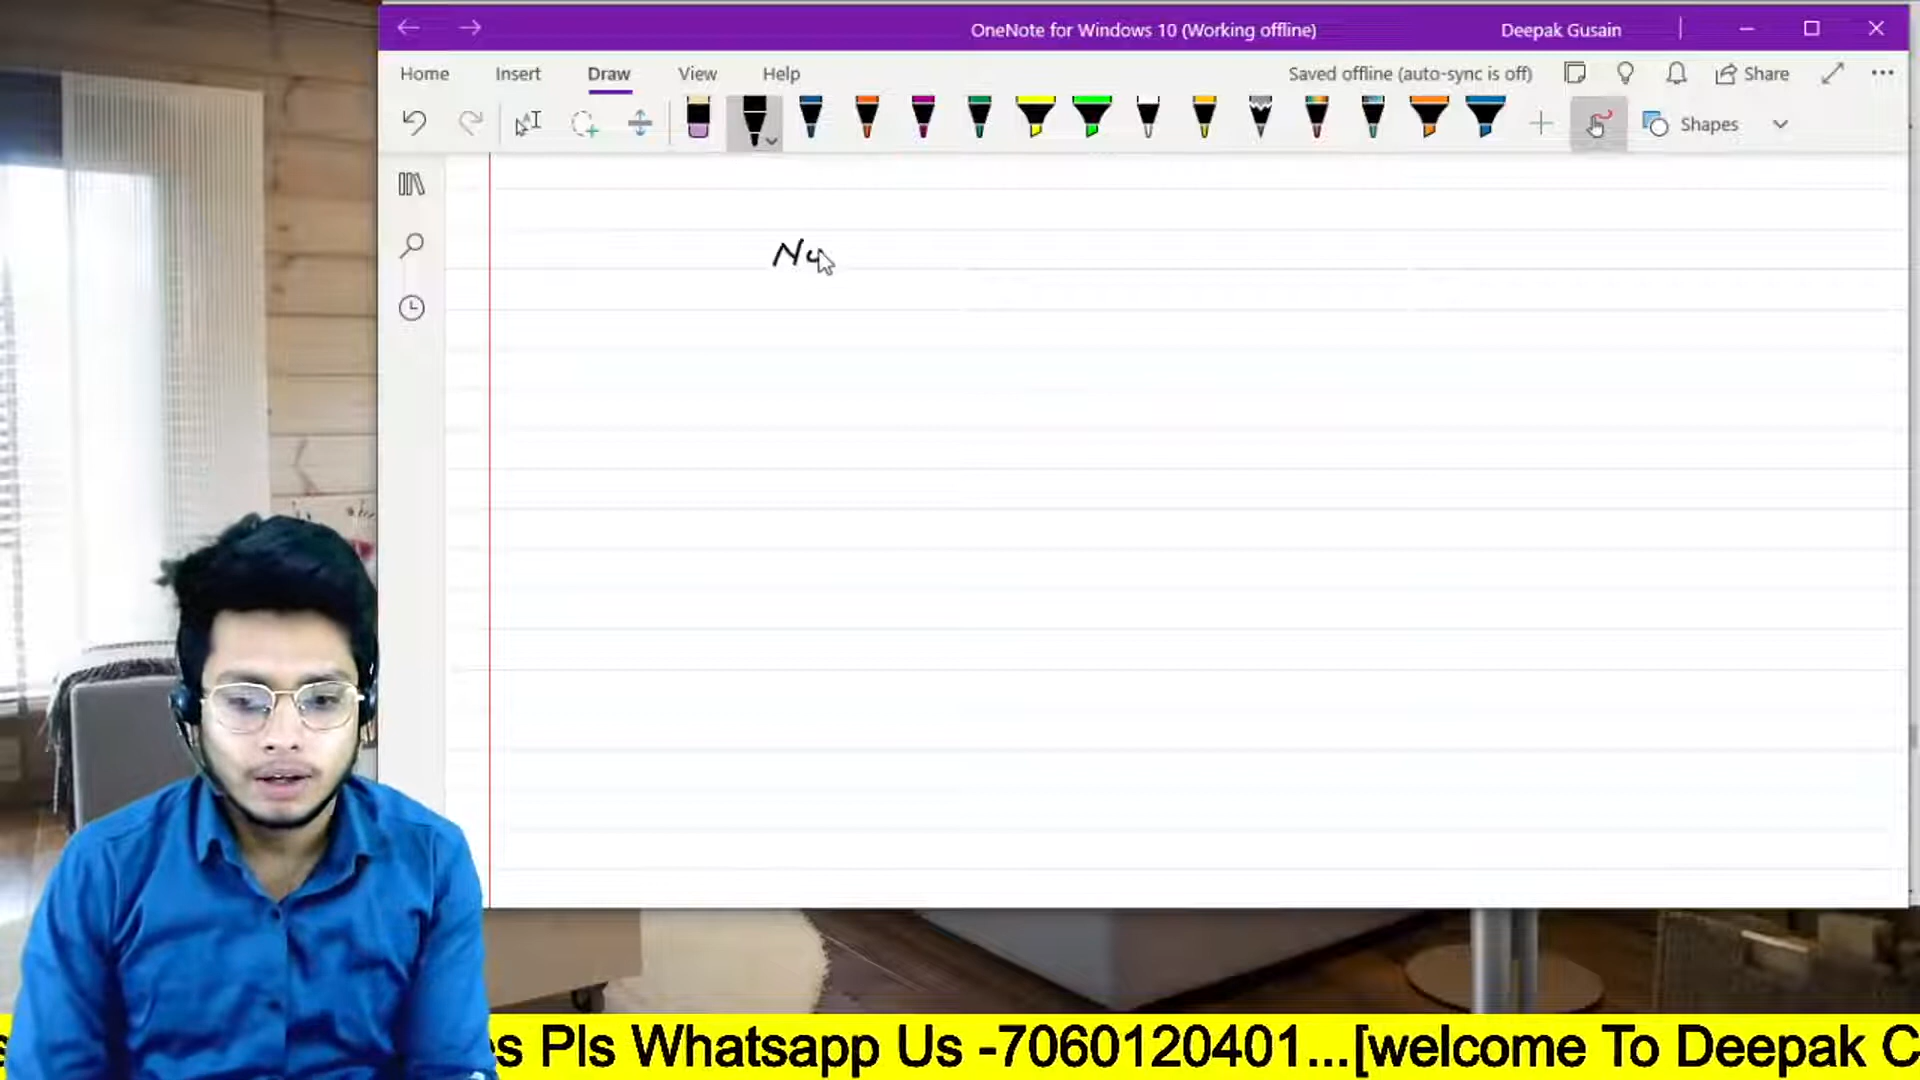 OneNote for Windows 10 (Working offline)
Deepak Gusain
Home
Insert
Draw
View
Help
Saved offline (auto-sync is off)
Share
Shapes
s Pls Whatsapp Us -7060120401...[welcome To Deepak C